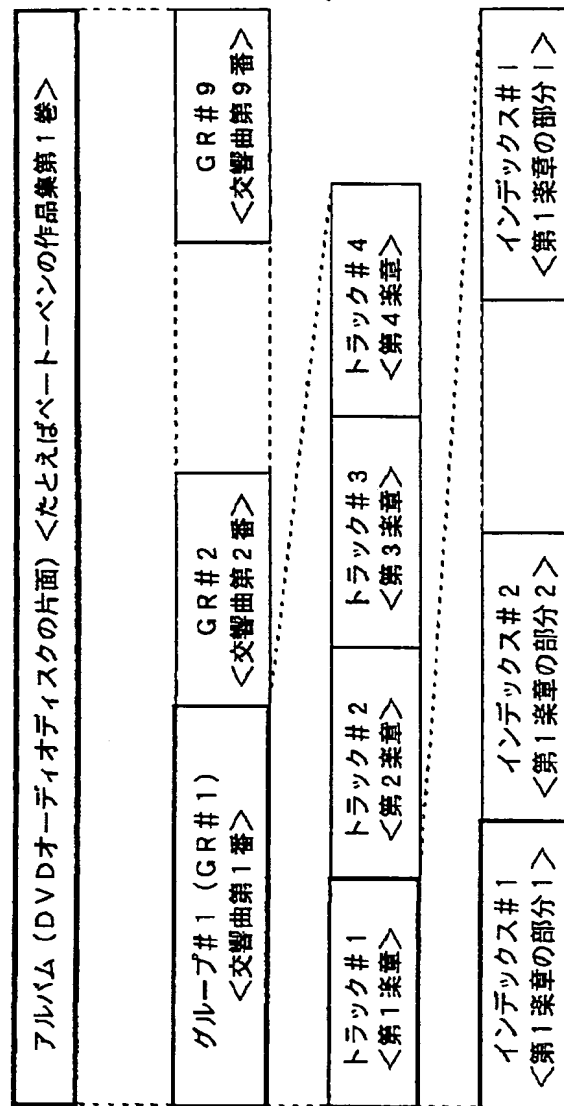 アルバム (DVDオーディオディスクの片面) <たとえばベートーベンの作品集第1巻>
グループ#1 (GR#1)
<交響曲第1番>
GR#2
<交響曲第2番>
GR#9
<交響曲第9番>
トラック#1
<第1楽章>
トラック#2
<第2楽章>
トラック#3
<第3楽章>
トラック#4
<第4楽章>
インデックス#1
<第1楽章の部分1>
インデックス#2
<第1楽章の部分2>
インデックス#1
<第1楽章の部分1>